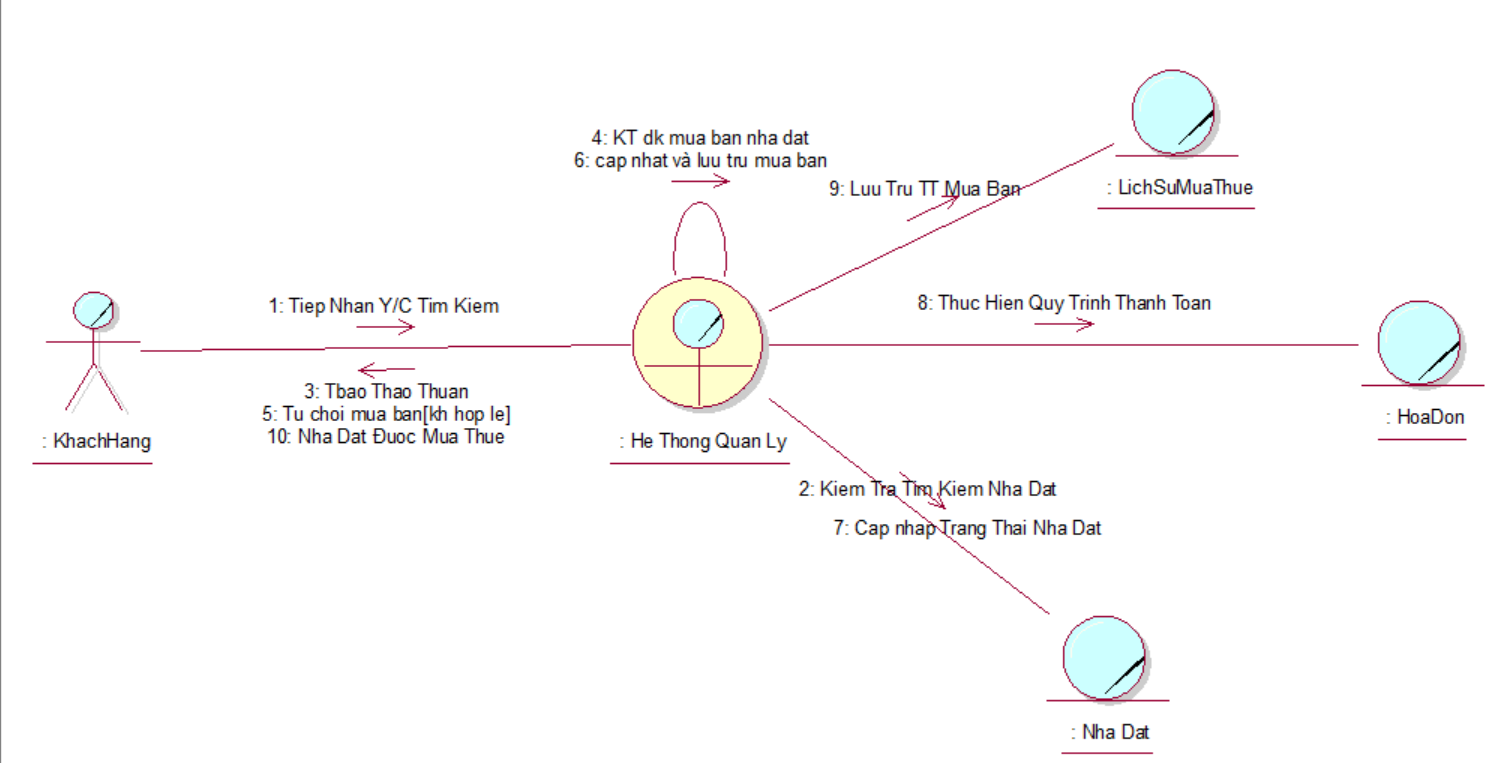 4: KT dk mua ban nha dat
6: cap nhat và luu tru mua ban
9: Luu Tru TT Mua Ban
: LichSuMuaThue
1: Tiep Nhan Y/C Tim Kiem
8: Thuc Hien Quy Trinh Thanh Toan
3: Tbao Thao Thuan
5: Tu choi mua ban[kh hop le]
10: Nha Dat Đuoc Mua Thue
: KhachHang
: He Thong Quan Ly
: HoaDon
2: Kiem Tra Tim Kiem Nha Dat
7: Cap nhap Trang Thai Nha Dat
: Nha Dat